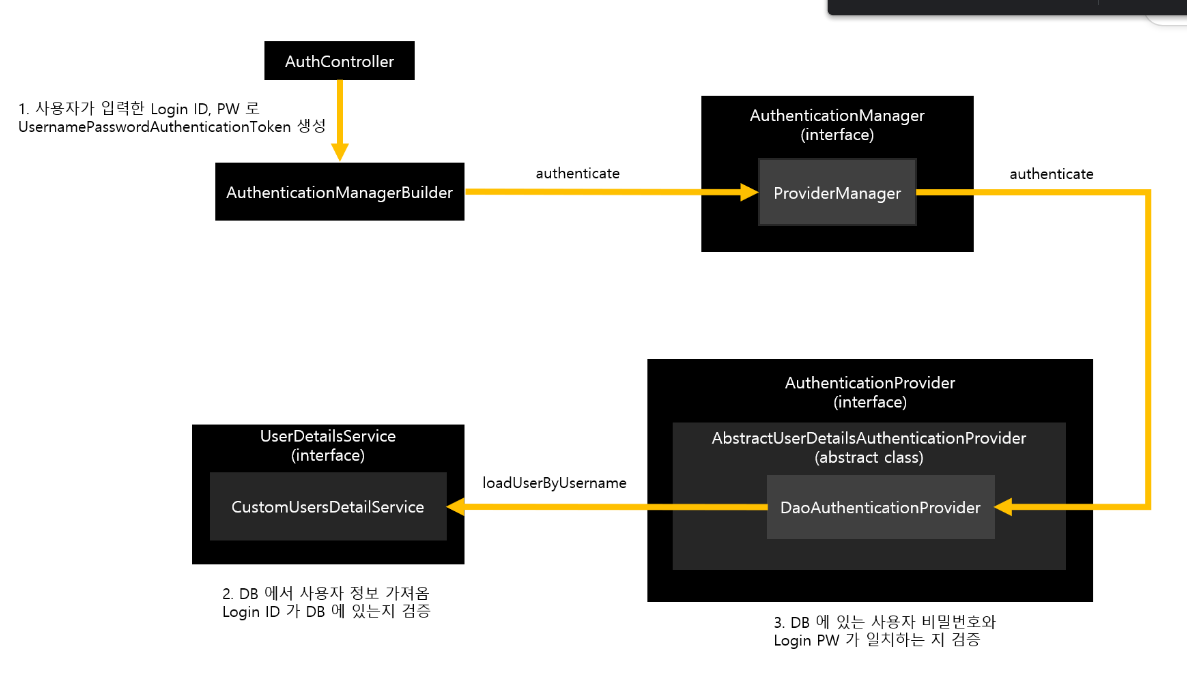 AuthController
1. 사용자가 입력한 Login ID, PW 로
UsernamePasswordAuthenticationToken 생성
AuthenticationManagerBuilder
authenticate
AuthenticationManager
(interface)
ProviderManager
authenticate
AuthenticationProvider
(interface)
AbstractUserDetailsAuthenticationProvider
(abstract class)
DaoAuthenticationProvider
loadUserByUsername
UserDetailsService
(interface)
CustomUsersDetailService
2. DB 에서 사용자 정보 가져옴
Login ID 가 DB 에 있는지 검증
3. DB 에 있는 사용자 비밀번호와
Login PW 가 일치하는 지 검증